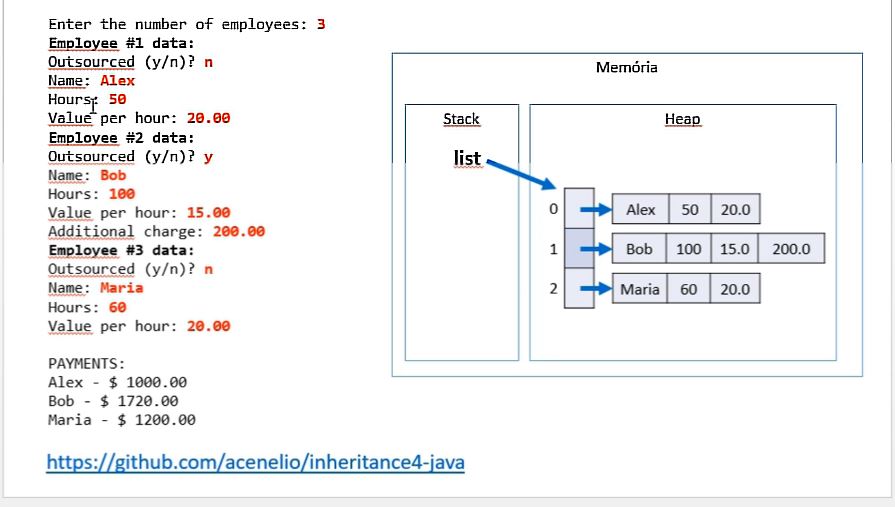 Enter the number of employees: 3
Employee #1 data:
Outsourced (y/n)? n
Name: Alex
Hours: 50
Value per hour: 20.00
Employee #2 data:
Outsourced (y/n)? y
Name: Bob
Hours: 100
Value per hour: 15.00
Additional charge: 200.00
Employee #3 data:
Outsourced (y/n)? n
Name: Maria
Hours: 60
Value per hour: 20.00
PAYMENTS:
Alex - $ 1000.00
Bob - $ 1720.00
Maria - $ 1200.00
https://github.com/acenelio/inheritance4-java
Memória
Stack
list
Heap
0 Alex 50 20.0
1 Bob 100 15.0 200.0
2 Maria 60 20.0